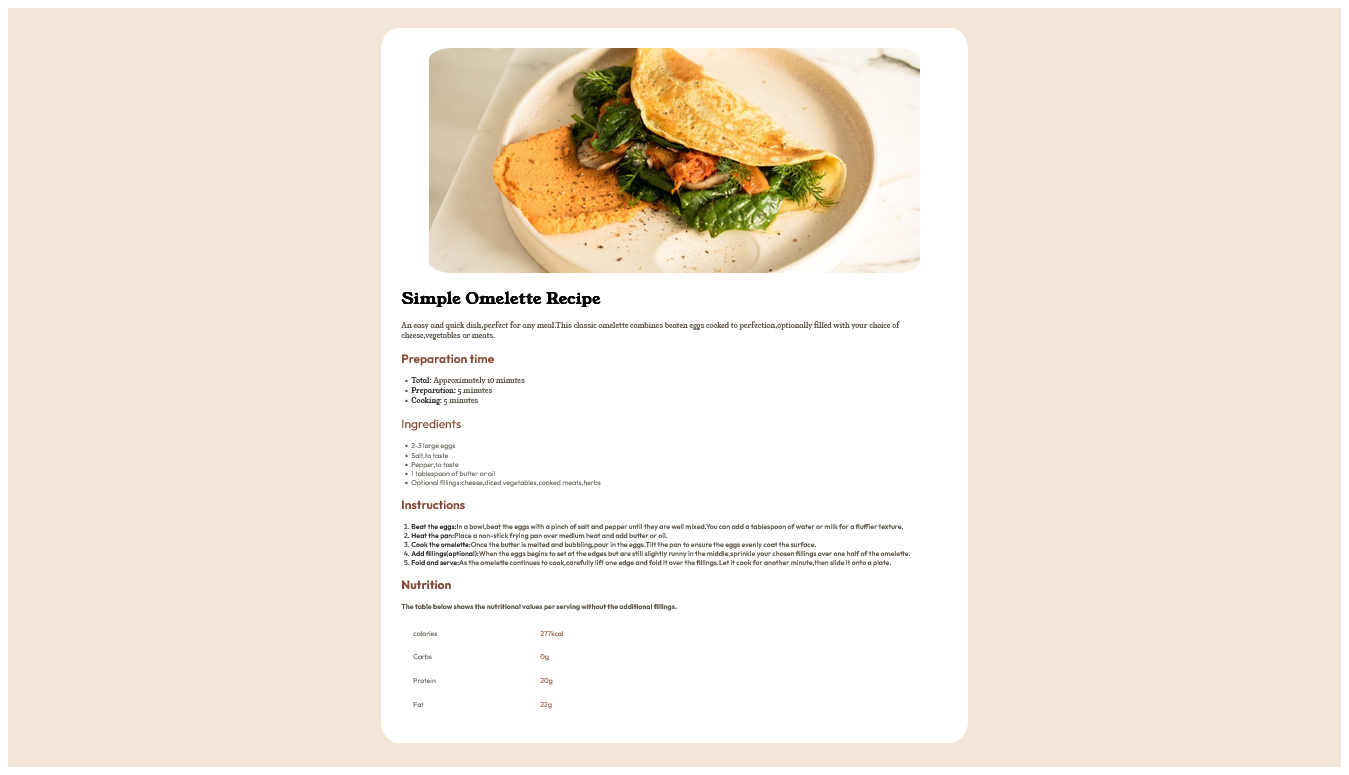 Simple Omelette Recipe
An easy and quick dish,perfect for any meal.This classic omelette combines beaten eggs cooked to perfection,optionally filled with your choice of
cheese,vegetables or meats.
Preparation time
• Total: Approximately 10 minutes
• Preparation: 5 minutes
• Cooking: 5 minutes
Ingredients
• 2-3 large eggs
• Salt,to taste
• Pepper,to taste
• 1 tablespoon of butter or oil
• Optional fillings:cheese,diced vegetables,cooked meats,herbs
Instructions
1. Beat the eggs:In a bowl,beat the eggs with a pinch of salt and pepper until they are well mixed.You can add a tablespoon of water or milk for a fluffier texture.
2. Heat the pan:Place a non-stick frying pan over medium heat and add butter or oil.
3. Cook the omelette:Once the butter is melted and bubbling,pour in the eggs.Tilt the pan to ensure the eggs evenly coat the surface.
4. Add fillings(optional):When the eggs begins to set at the edges but are still slightly runny in the middle,sprinkle your chosen fillings over one half of the omelette.
5. Fold and serve:As the omelette continues to cook,carefully lift one edge and fold it over the fillings.Let it cook for another minute,then slide it onto a plate.
Nutrition
The table below shows the nutritional values per serving without the additional fillings.
calories 277kcal
Carbs 0g
Protein 20g
Fat 22g